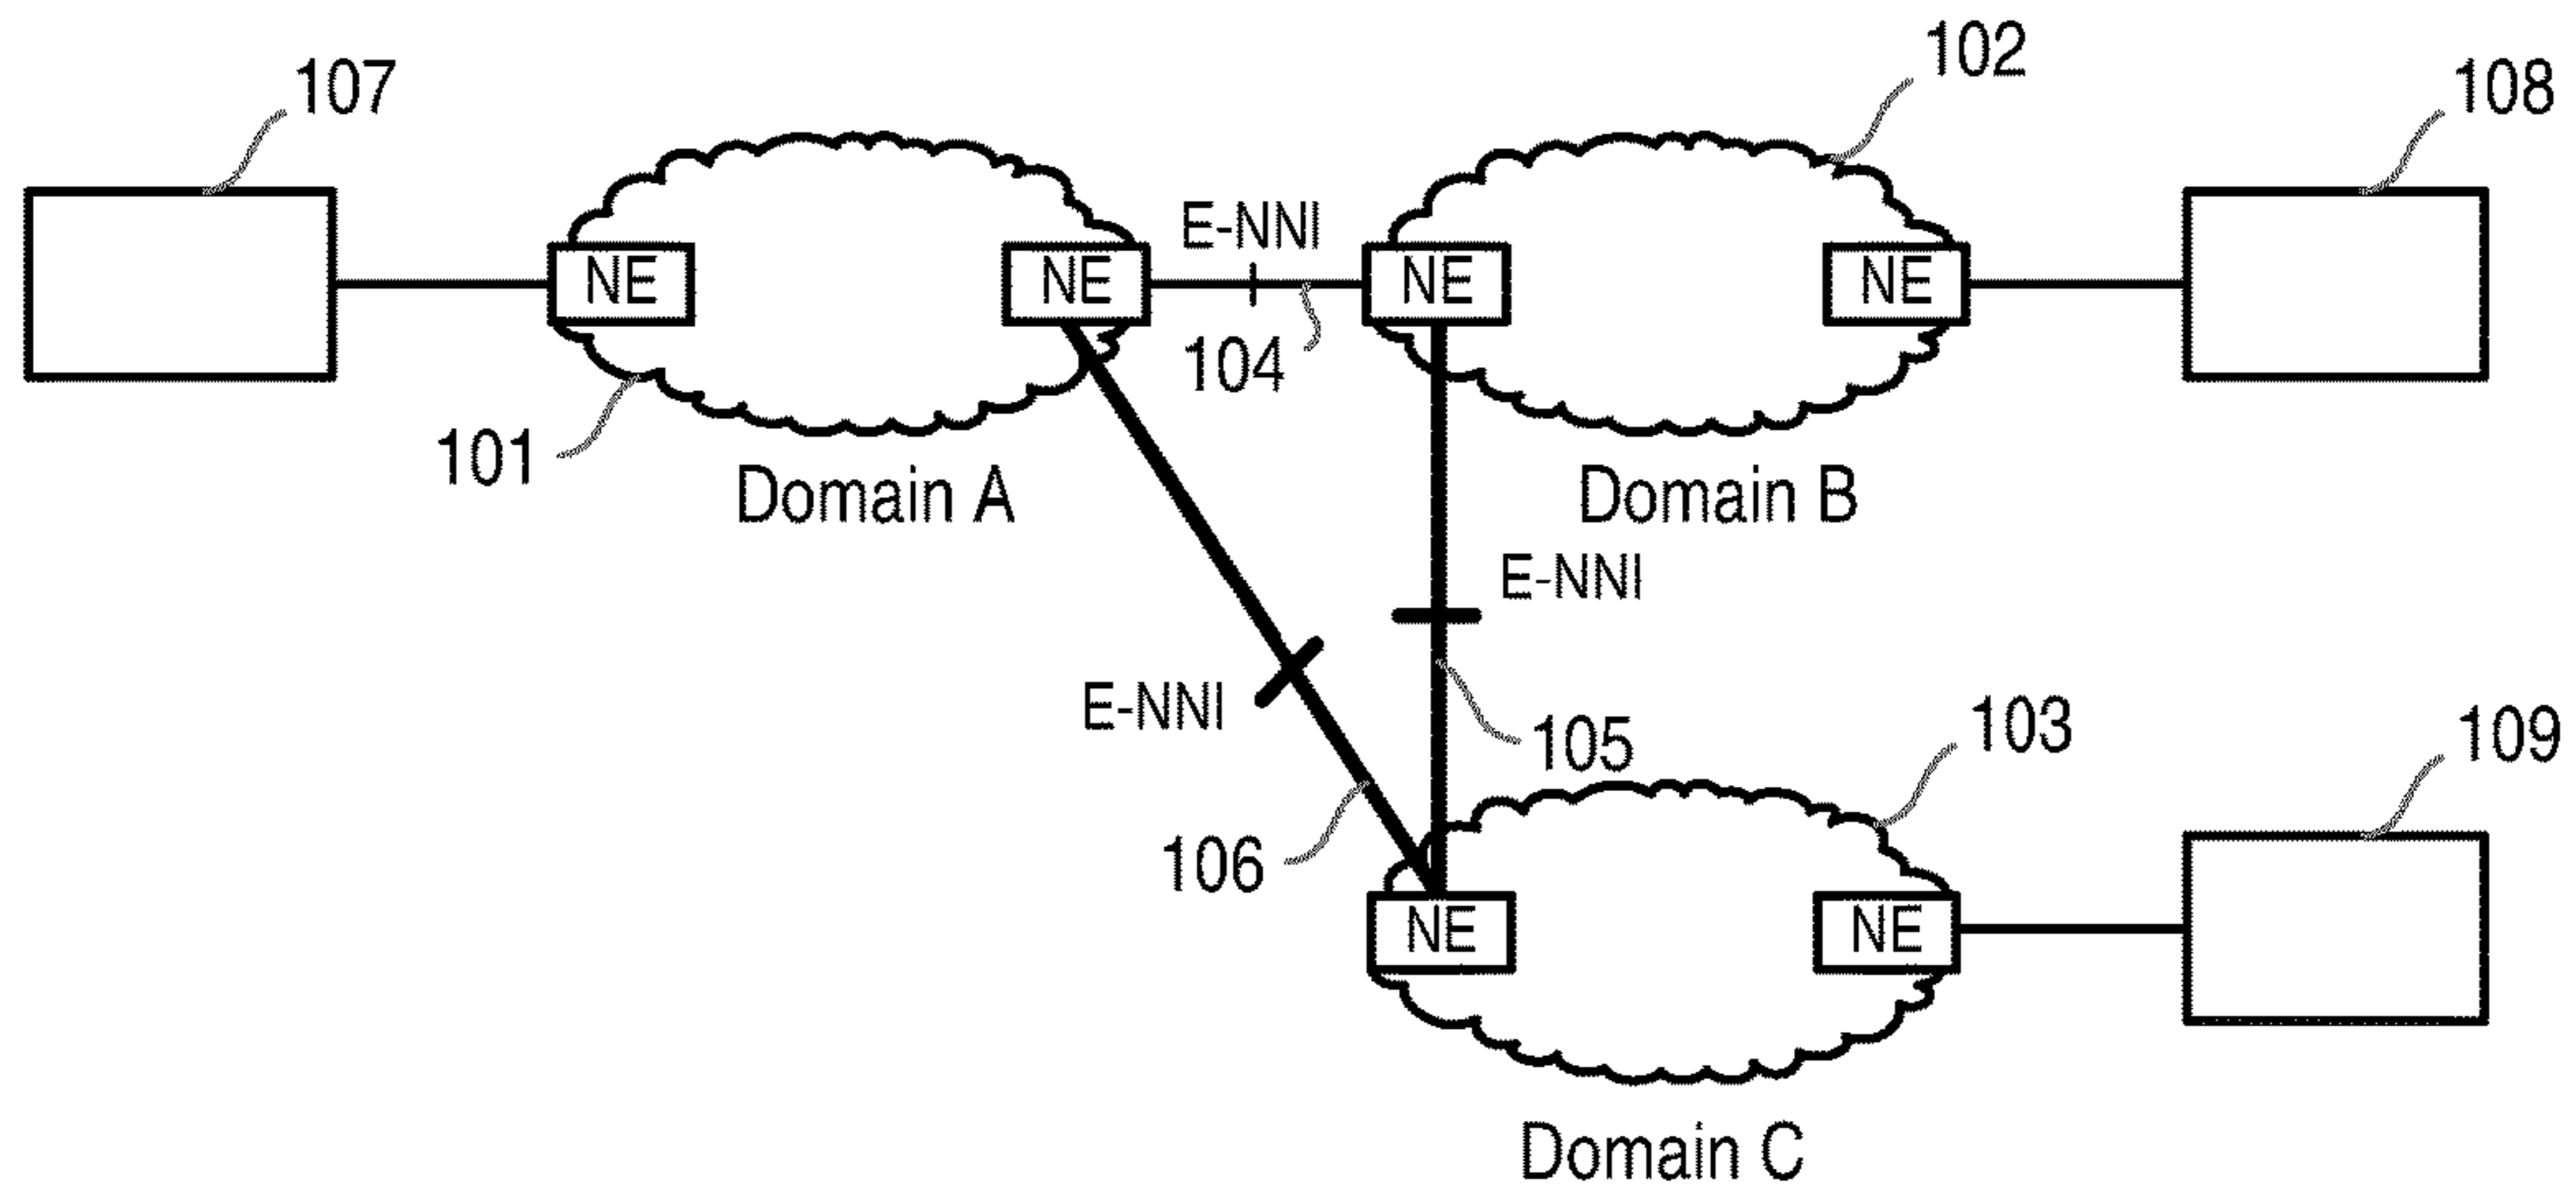 102
107
108
E-NNI
NE
NE
NE
NE
104
101
Domain A
Domain B
E-NNI
E-NNI
105
103
109
106
NE
NE
Domain C